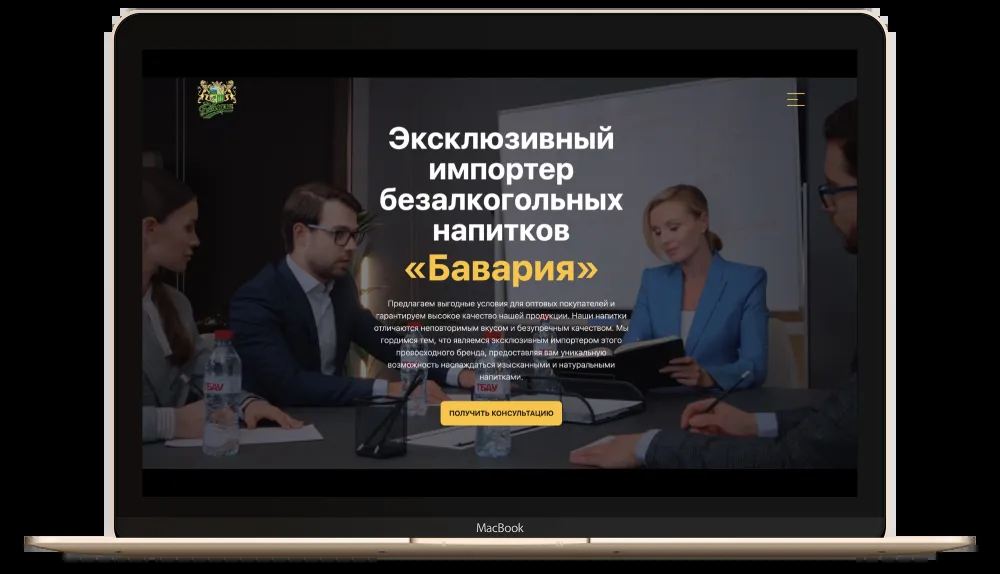 Бавария
Эксклюзивный
импортер
безалкогольных
напитков
«Бавария»
Предлагаем выгодные условия для оптовых покупателей и
гарантируем высокое качество нашей продукции. Наши напитки
отличаются неповторимым вкусом и безупречным качеством. Мы
гордимся тем, что являемся эксклюзивным импортером этого
превосходного бренда, предоставляя вам уникальную
возможность наслаждаться изысканными и натуральными
напитками.
ПОЛУЧИТЬ КОНСУЛЬТАЦИЮ
MacBook